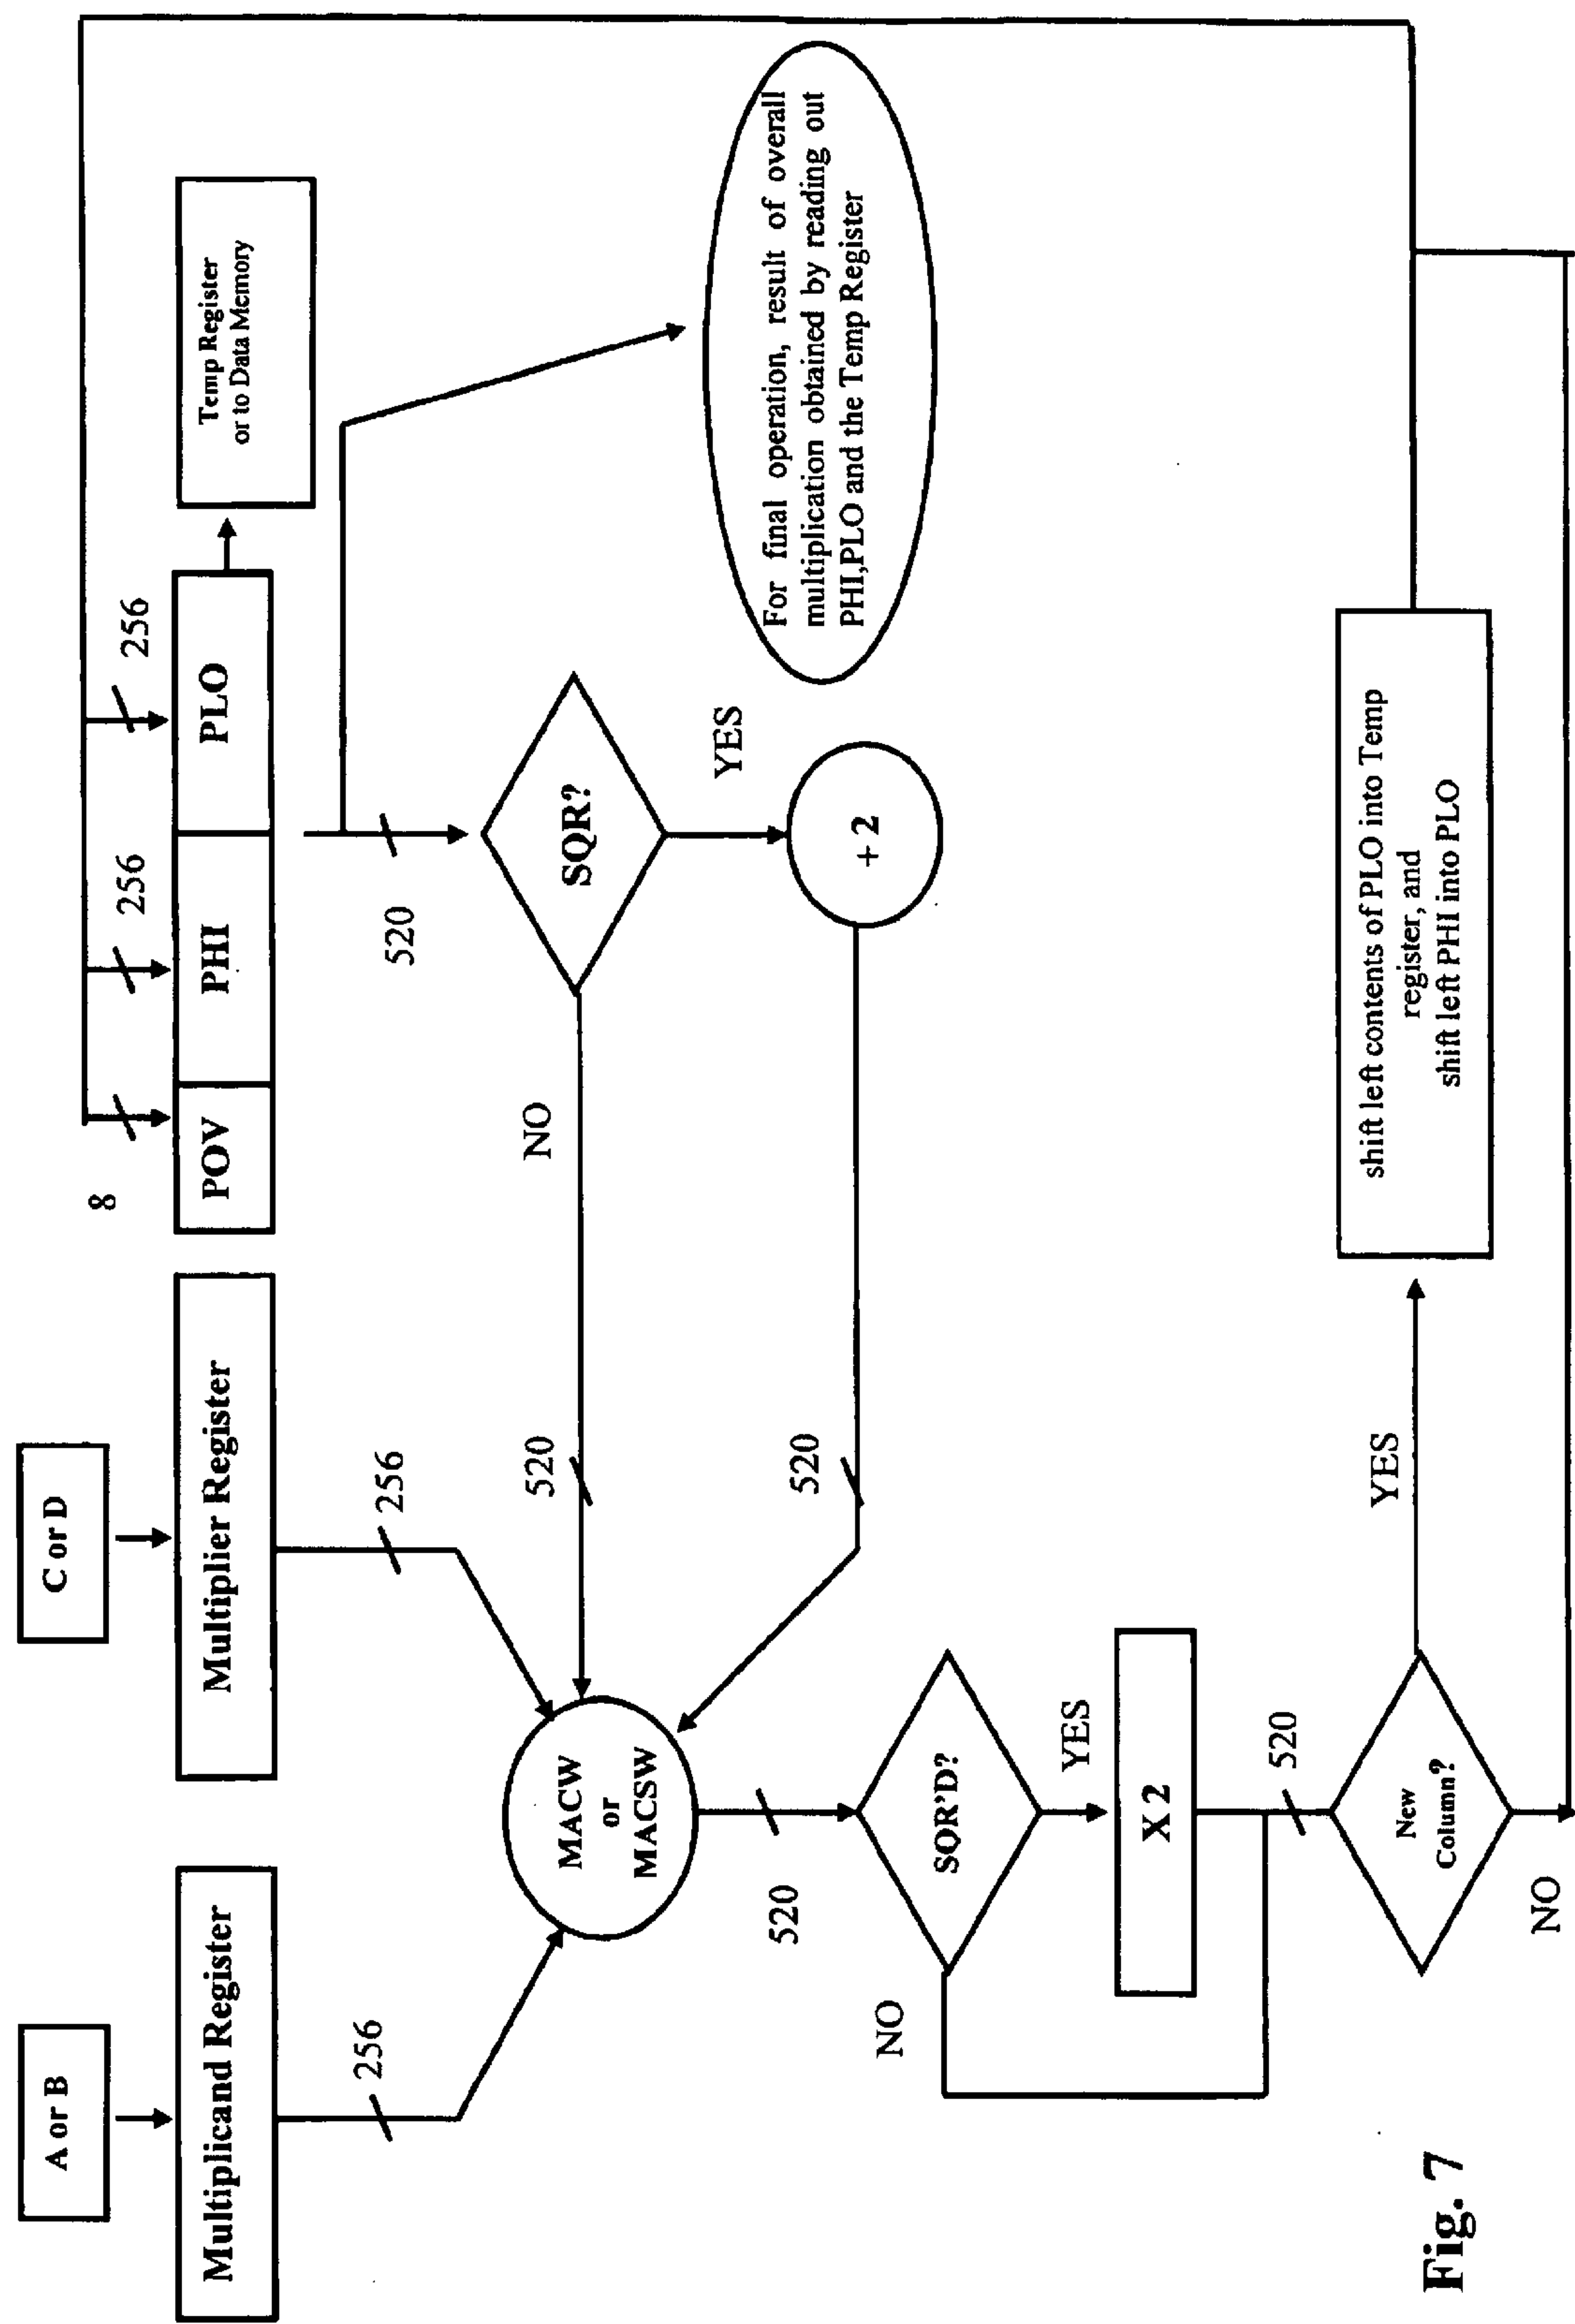 A or B
C or D
Multiplicand Register
Multiplier Register
POV
PHI
PLO
8
256
256
Temp Register
or to Data Memory
256
256
520
SQR?
NO
YES
520
+ 2
520
MACW
or
MACSW
For final operation, result of overall
multiplication obtained by reading out
PHI,PLO and the Temp Register
520
SQR'D?
NO
YES
X 2
520
New
Column?
YES
NO
shift left contents of PLO into Temp
register, and
shift left PHI into PLO
Fig. 7